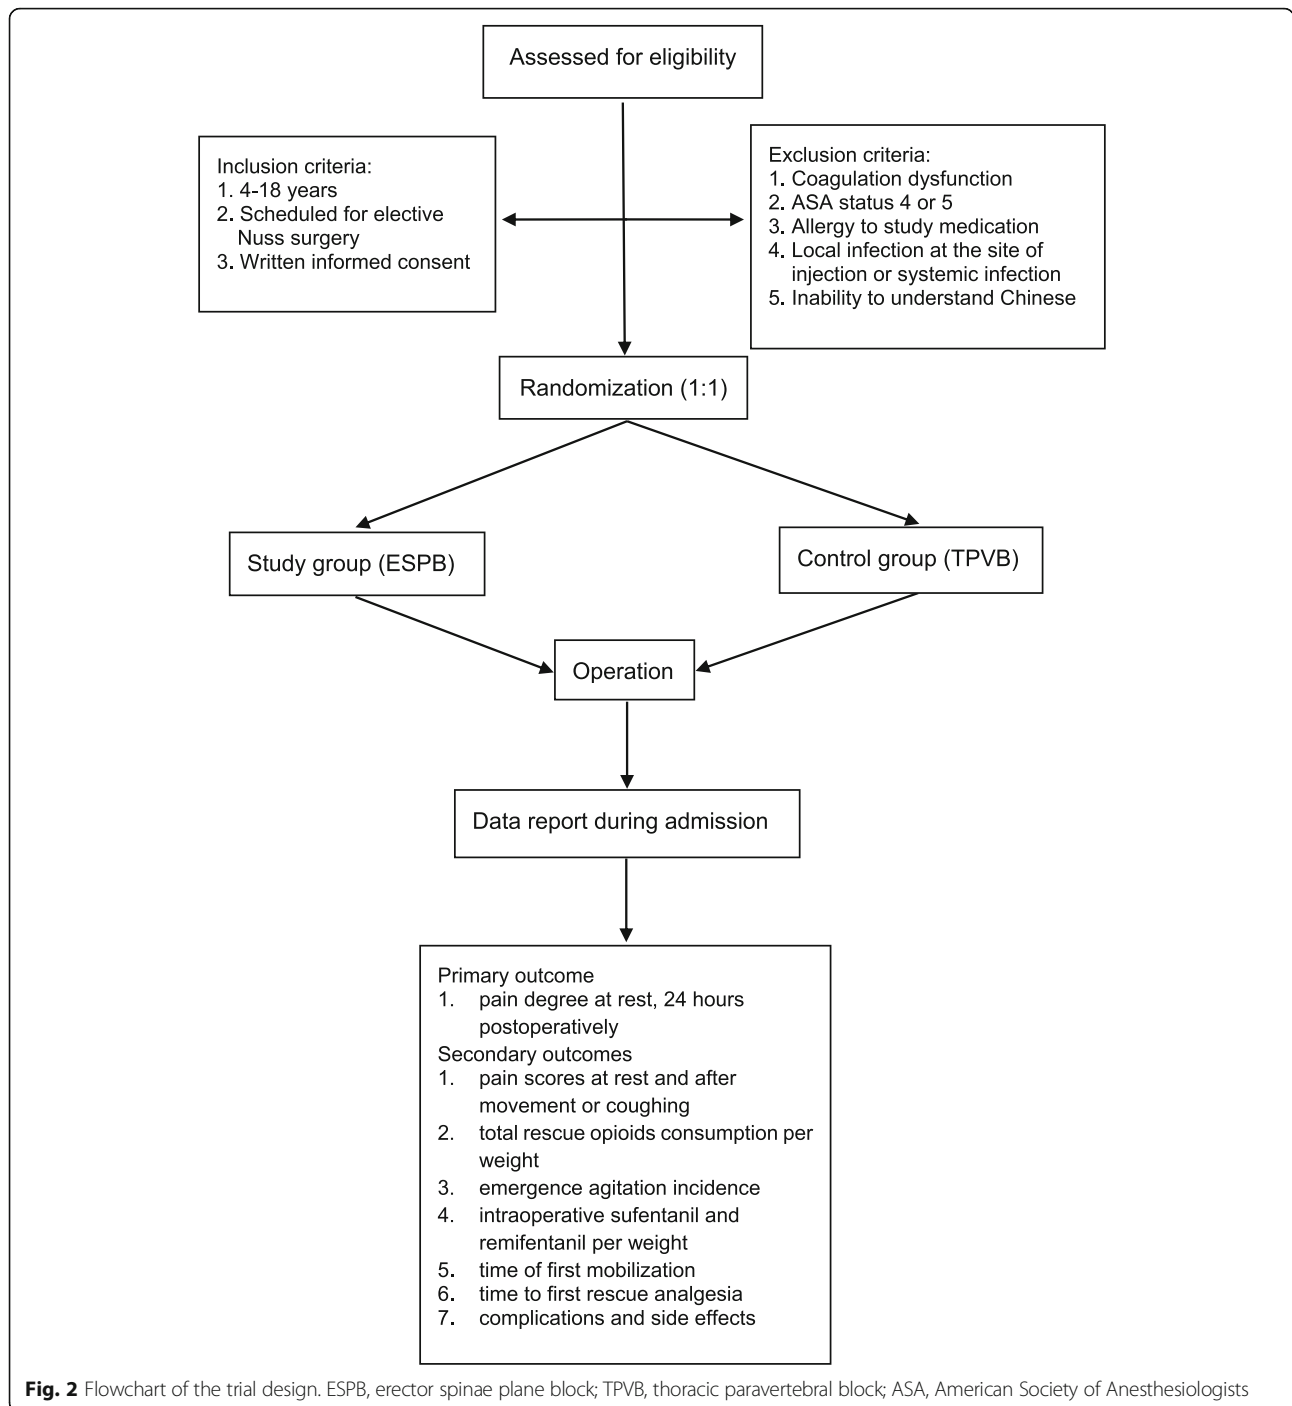 Assessed for eligibility
Inclusion criteria:
1. 4-18 years
2. Scheduled for elective
Nuss surgery
3. Written informed consent
Exclusion criteria:
1. Coagulation dysfunction
2. ASA status 4 or 5
3. Allergy to study medication
4. Local infection at the site of
injection or systemic infection
5. Inability to understand Chinese
Randomization (1:1)
Study group (ESPB)
Control group (TPVB)
Operation
Data report during admission
Primary outcome
1. pain degree at rest, 24 hours
postoperatively
Secondary outcomes
1. pain scores at rest and after
movement or coughing
2. total rescue opioids consumption per
weight
3. emergence agitation incidence
4. intraoperative sufentanil and
remifentanil per weight
5. time of first mobilization
6. time to first rescue analgesia
7. complications and side effects
Fig. 2 Flowchart of the trial design. ESPB, erector spinae plane block; TPVB, thoracic paravertebral block; ASA, American Society of Anesthesiologists